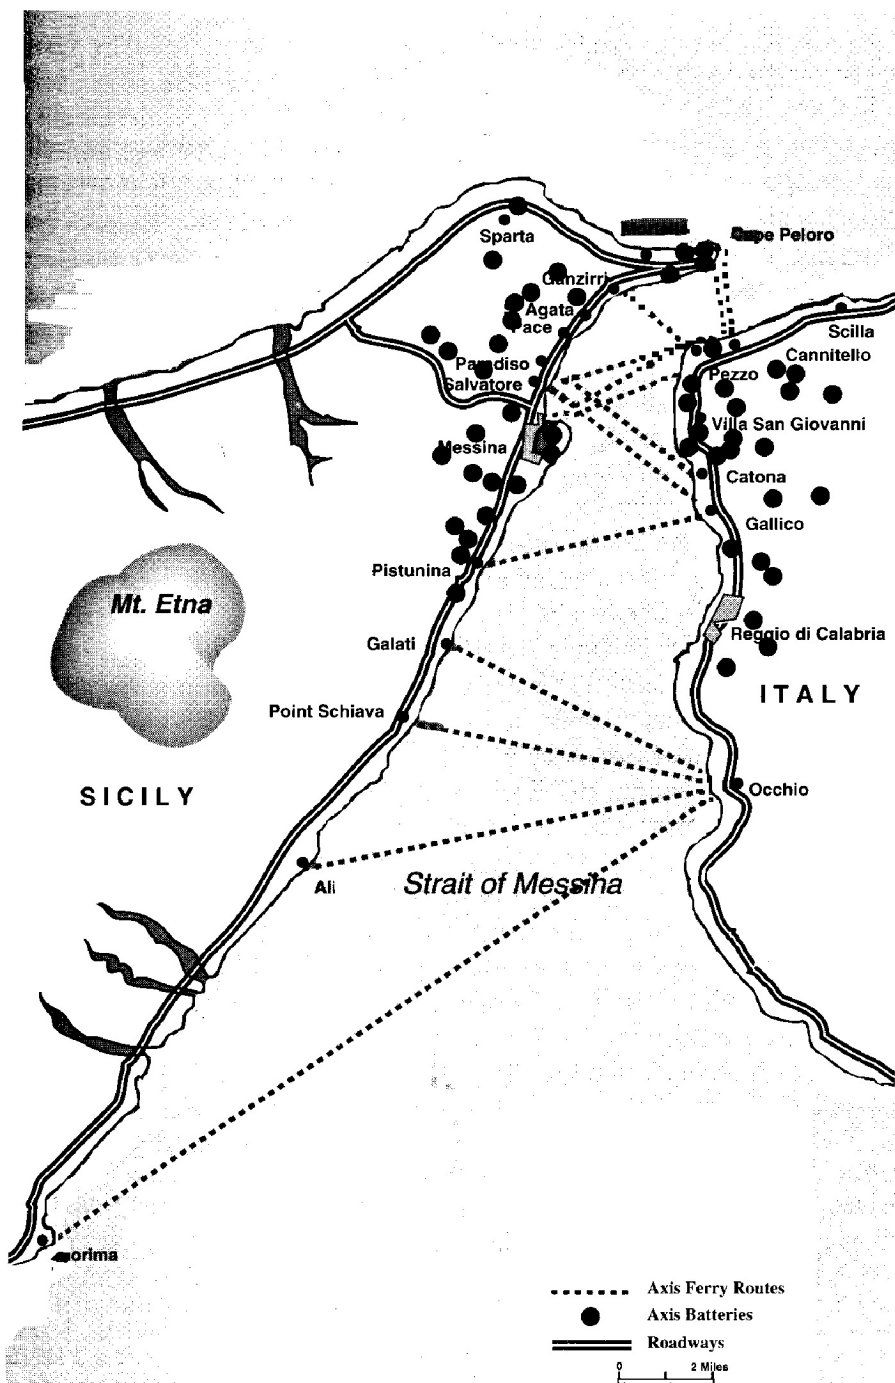 Sparta
Cape Peloro
Ganzirri
Agata
ace
Scilla
Cannitello
Paradiso
Salvatore
Pezzo
Villa San Giovanni
Messina
Catona
Gallico
Pistunina
Mt. Etna
Galati
Reggio di Calabria
Point Schiava
ITALY
SICILY
Occhio
Ali
Strait of Messina
Axis Ferry Routes
Axis Batteries
Roadways
0 2 Miles